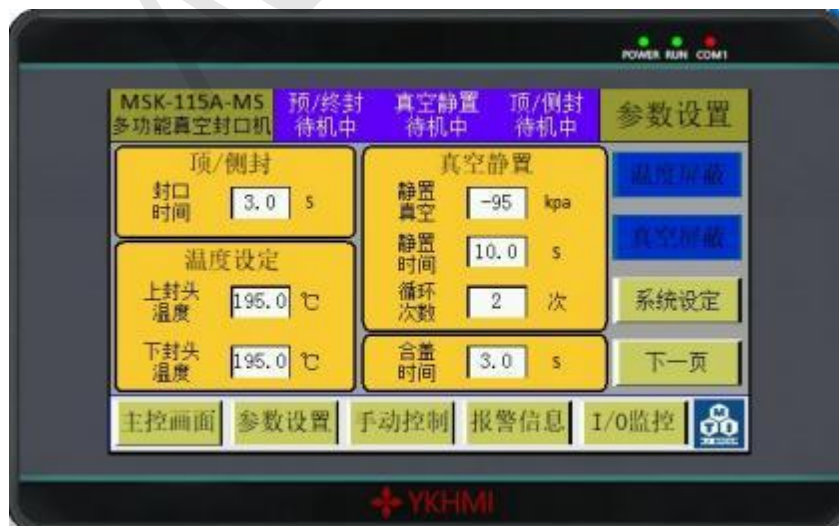 POWER RUN COM1
MSK-115A-MS
多功能真空封口机
预/终封
待机中
真空静置
待机中
顶/侧封
待机中
参数设置
顶/侧封
封口
时间
3.0 S
温度设定
上封头
温度
195.0 ℃
下封头
温度
195.0 ℃
真空静置
静置
真空
-95 kpa
静置
时间
10.0 s
循环
次数
2 次
合盖
时间
3.0 s
温度屏蔽
真空屏蔽
系统设定
下一页
主控画面 参数设置 手动控制 报警信息 I/O监控
MTI
YKHMI